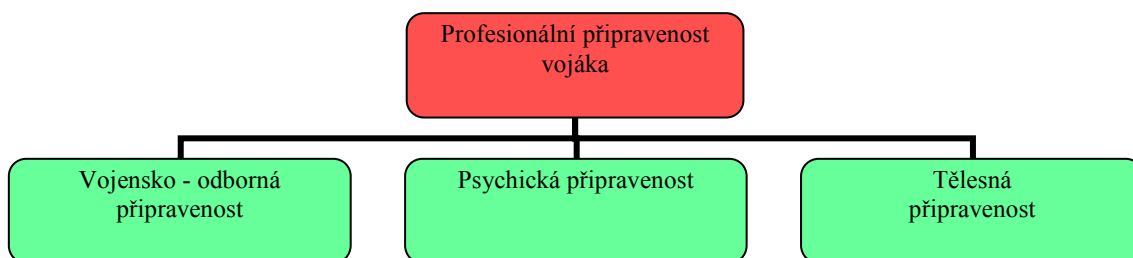 Profesionální připravenost
vojáka
Vojensko - odborná
připravenost
Psychická připravenost
Tělesná
připravenost